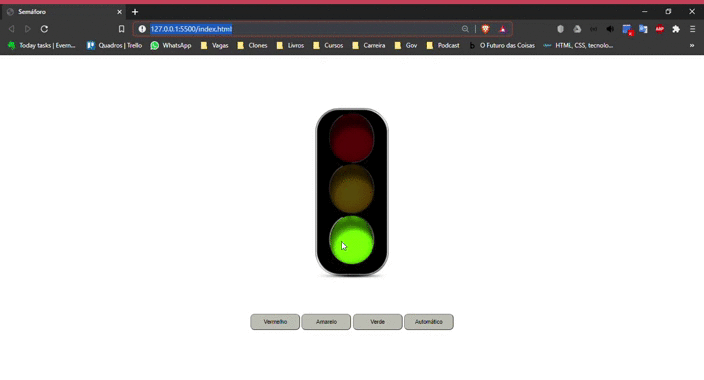 Semáforo
127.0.0.1:5500/index.html
Today tasks | Evern... Quadros | Trello WhatsApp Vagas Clones Livros Cursos Carreira Gov Podcast O Futuro das Coisas HTML, CSS, tecnolo... »
Vermelho Amarelo Verde Automático